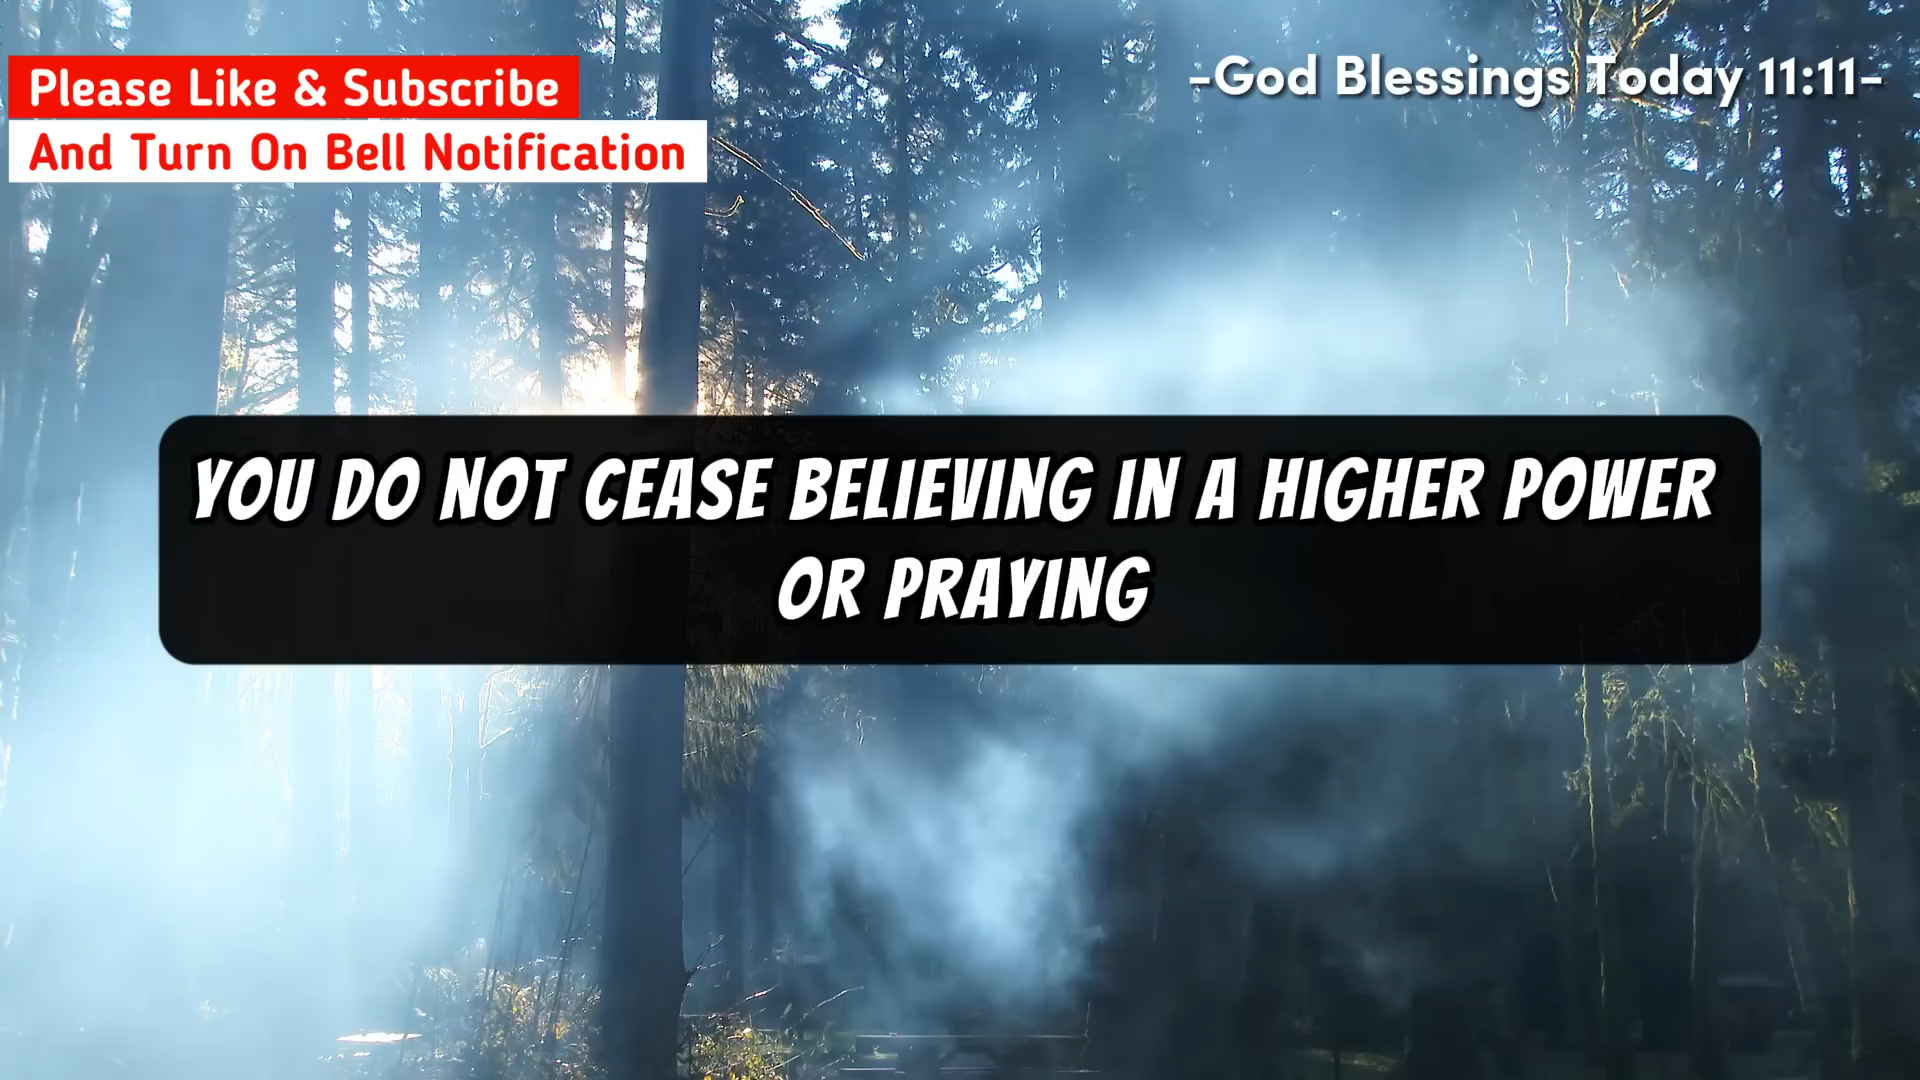 Please Like & Subscribe
And Turn On Bell Notification
-God Blessings Today 11:11-
YOU DO NOT CEASE BELIEVING IN A HIGHER POWER
OR PRAYING